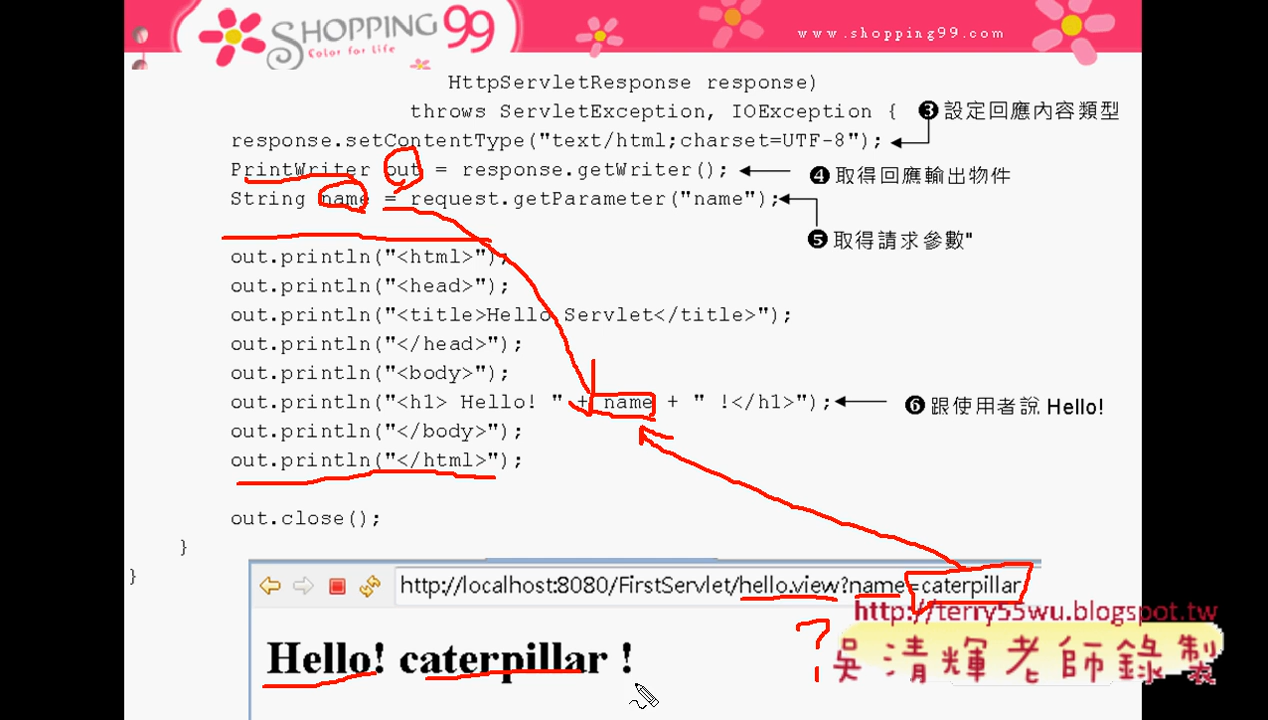 SHOPPING 99
Color for Life
www.shopping99.com
HttpServletResponse response)
throws ServletException, IOException {
❸ 設定回應內容類型
response.setContentType("text/html;charset=UTF-8");
PrintWriter out = response.getWriter();
❹ 取得回應輸出物件
String name = request.getParameter("name");
❺ 取得請求參數"
out.println("<html>");
out.println("<head>");
out.println("<title>Hello Servlet</title>");
out.println("</head>");
out.println("<body>");
out.println("<h1> Hello! " + name + " !</h1>");
❻ 跟使用者說 Hello!
out.println("</body>");
out.println("</html>");
out.close();
}
}
http://localhost:8080/FirstServlet/hello.view?name=caterpillar
http://terry55wu.blogspot.tw
?
Hello! caterpillar !
吳清輝老師錄製